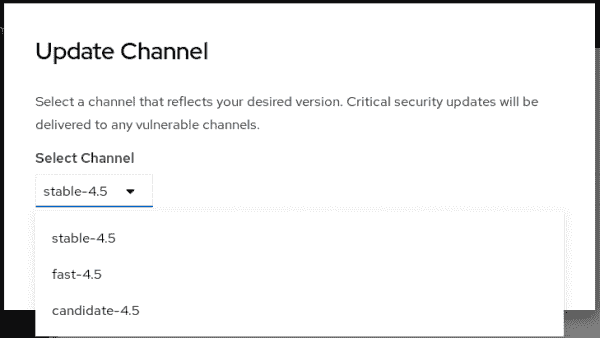 Update Channel
Select a channel that reflects your desired version. Critical security updates will be
delivered to any vulnerable channels.
Select Channel
stable-4.5
stable-4.5
fast-4.5
candidate-4.5